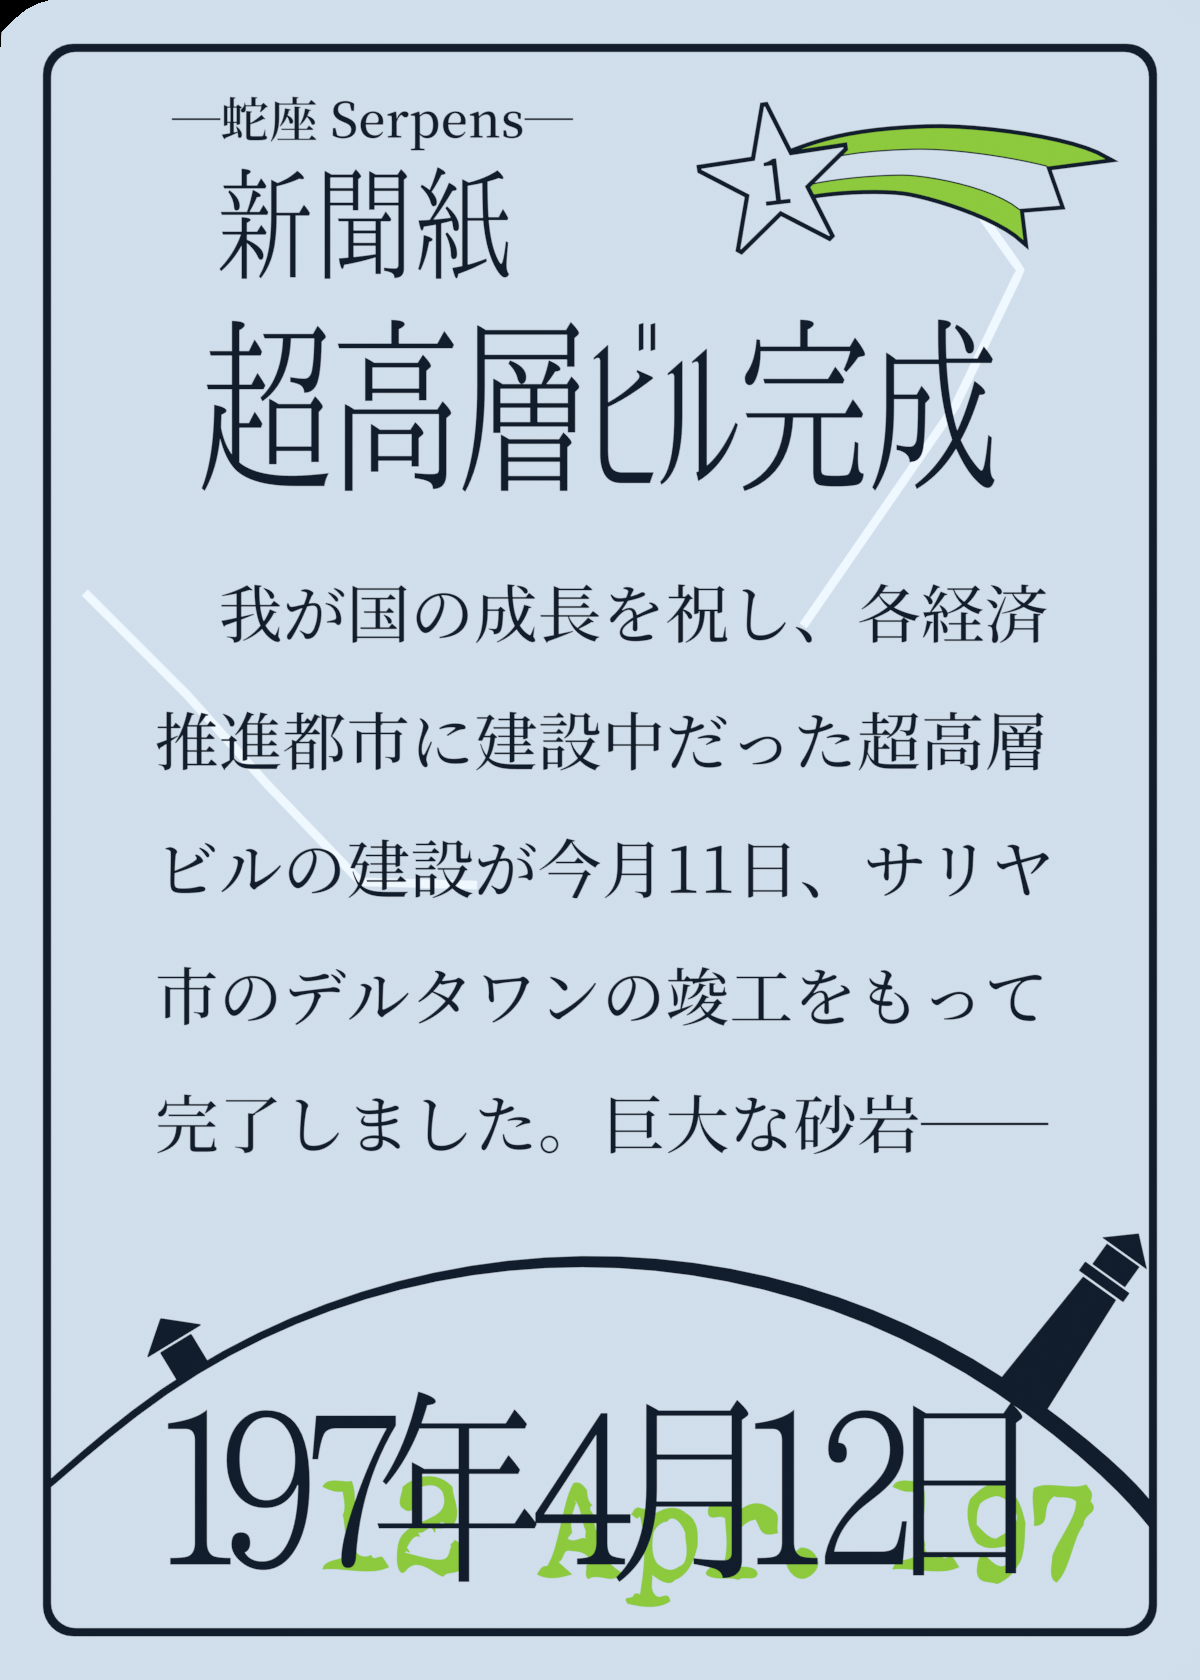 —蛇座 Serpens—
1
新聞紙
超高層ビル完成
我が国の成長を祝し、各経済
推進都市に建設中だった超高層
ビルの建設が今月11日、サリヤ
市のデルタワンの竣工をもって
完了しました。巨大な砂岩——
197年4月12日
12 Apr. 197